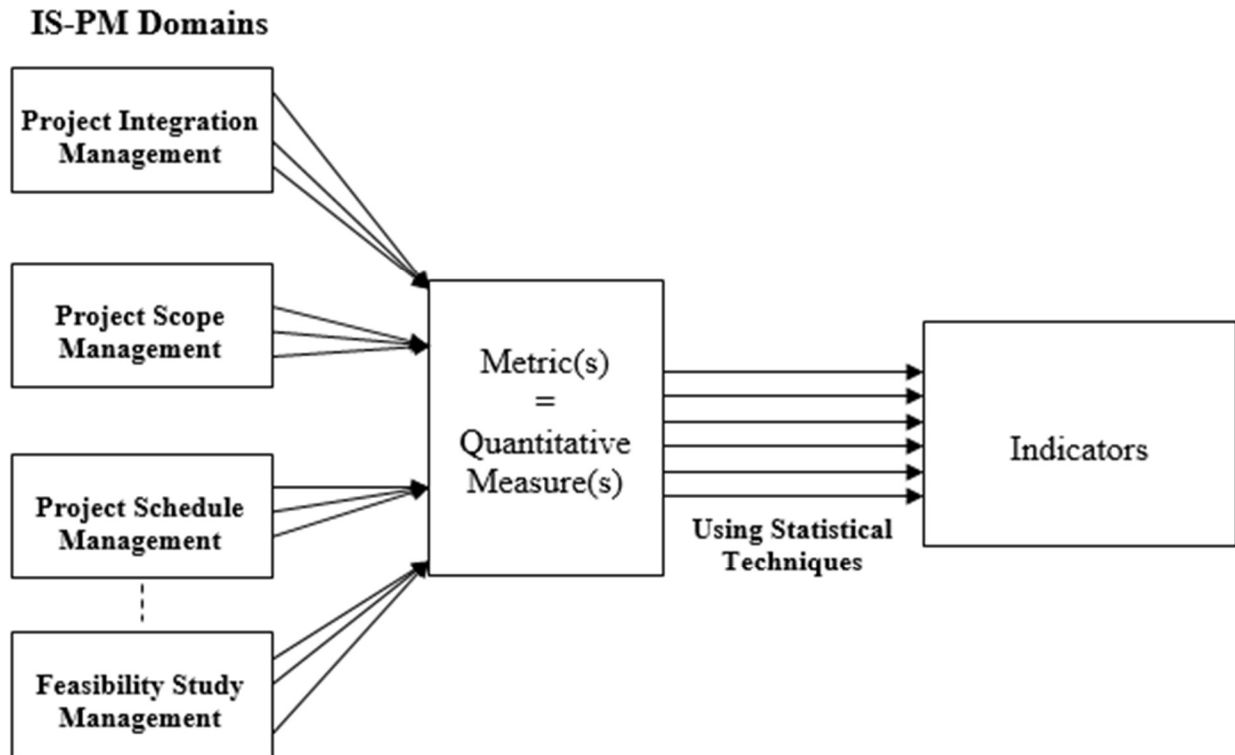 IS-PM Domains
Project Integration
Management
Project Scope
Management
Project Schedule
Management
Feasibility Study
Management
Metric(s)
=
Quantitative
Measure(s)
Using Statistical
Techniques
Indicators